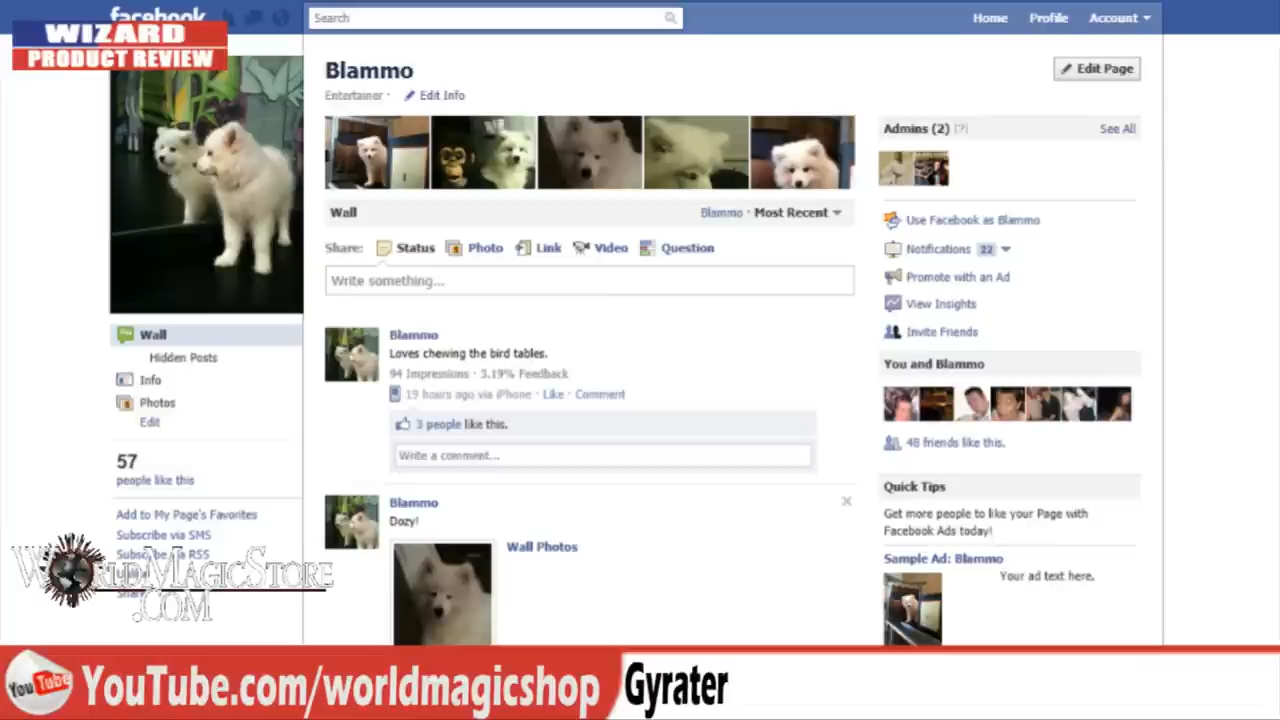 facebook
Search
Home Profile Account
WIZARD
PRODUCT REVIEW
Blammo
Edit Page
Entertainer · Edit Info
Admins (2) [?] See All
Wall
Blammo · Most Recent
Share: Status Photo Link Video Question
Write something...
Use Facebook as Blammo
Notifications 22
Promote with an Ad
View Insights
Invite Friends
Wall
Hidden Posts
Info
Photos
Edit
57
people like this
Add to My Page's Favorites
Subscribe via SMS
Subscribe via RSS
Blammo
Loves chewing the bird tables.
94 Impressions · 3.19% Feedback
19 hours ago via iPhone · Like · Comment
3 people like this.
Write a comment...
Blammo
Dozy!
Wall Photos
You and Blammo
48 friends like this.
Quick Tips
Get more people to like your Page with
Facebook Ads today!
Sample Ad: Blammo
Your ad text here.
WORLDMAGICSTORE
.COM
You Tube
YouTube.com/worldmagicshop
Gyrater